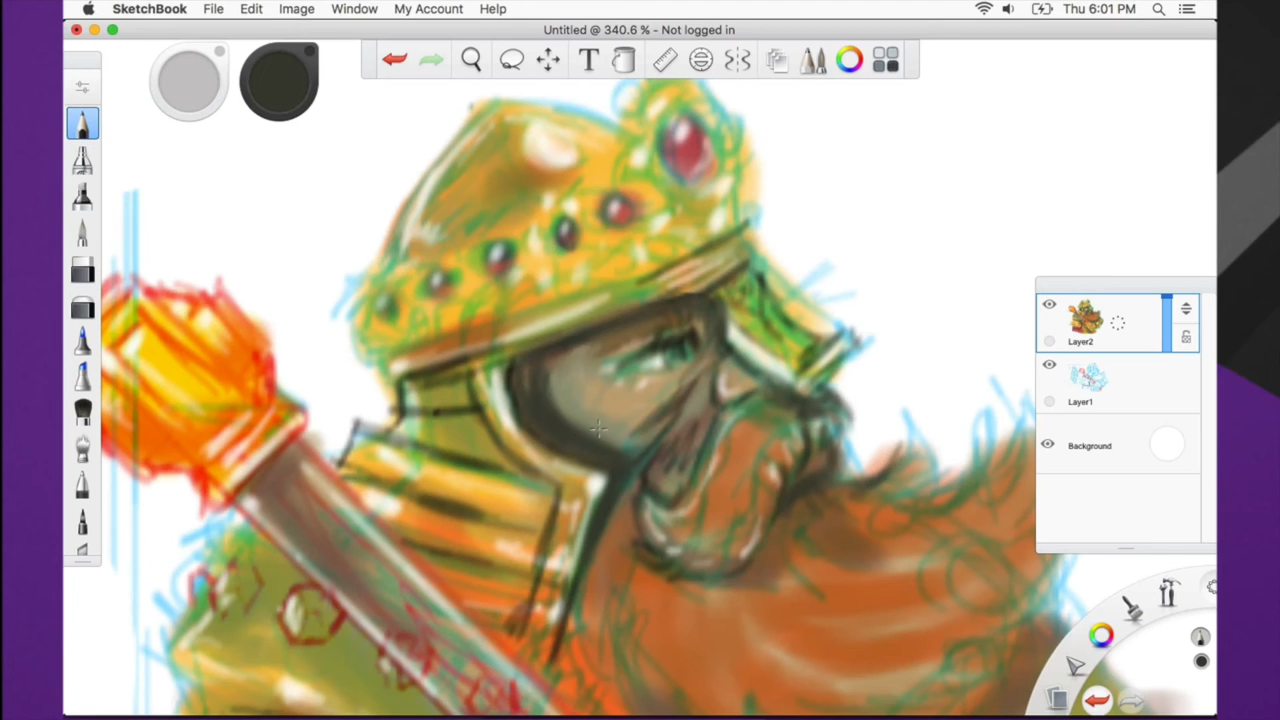 SketchBook File Edit Image Window My Account Help Thu 6:01 PM
Untitled @ 340.6 % - Not logged in
T
Layer2
Layer1
Background